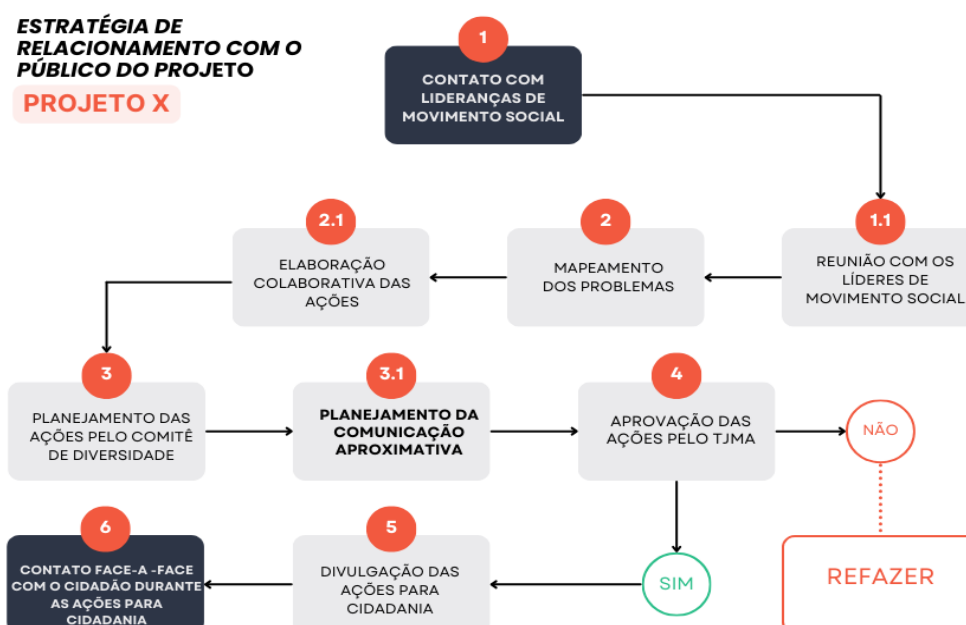 ESTRATÉGIA DE
RELACIONAMENTO COM O
PÚBLICO DO PROJETO
PROJETO X
1
CONTATO COM
LIDERANÇAS DE
MOVIMENTO SOCIAL
2.1
ELABORAÇÃO
COLABORATIVA DAS
AÇÕES
2
MAPEAMENTO
DOS PROBLEMAS
1.1
REUNIÃO COM OS
LÍDERES DE
MOVIMENTO SOCIAL
3
PLANEJAMENTO DAS
AÇÕES PELO COMITÊ
DE DIVERSIDADE
3.1
PLANEJAMENTO DA
COMUNICAÇÃO
APROXIMATIVA
4
APROVAÇÃO DAS
AÇÕES PELO TJMA
NÃO
6
CONTATO FACE-A -FACE
COM O CIDADÃO DURANTE
AS AÇÕES PARA
CIDADANIA
5
DIVULGAÇÃO DAS
AÇÕES PARA
CIDADANIA
SIM
REFAZER